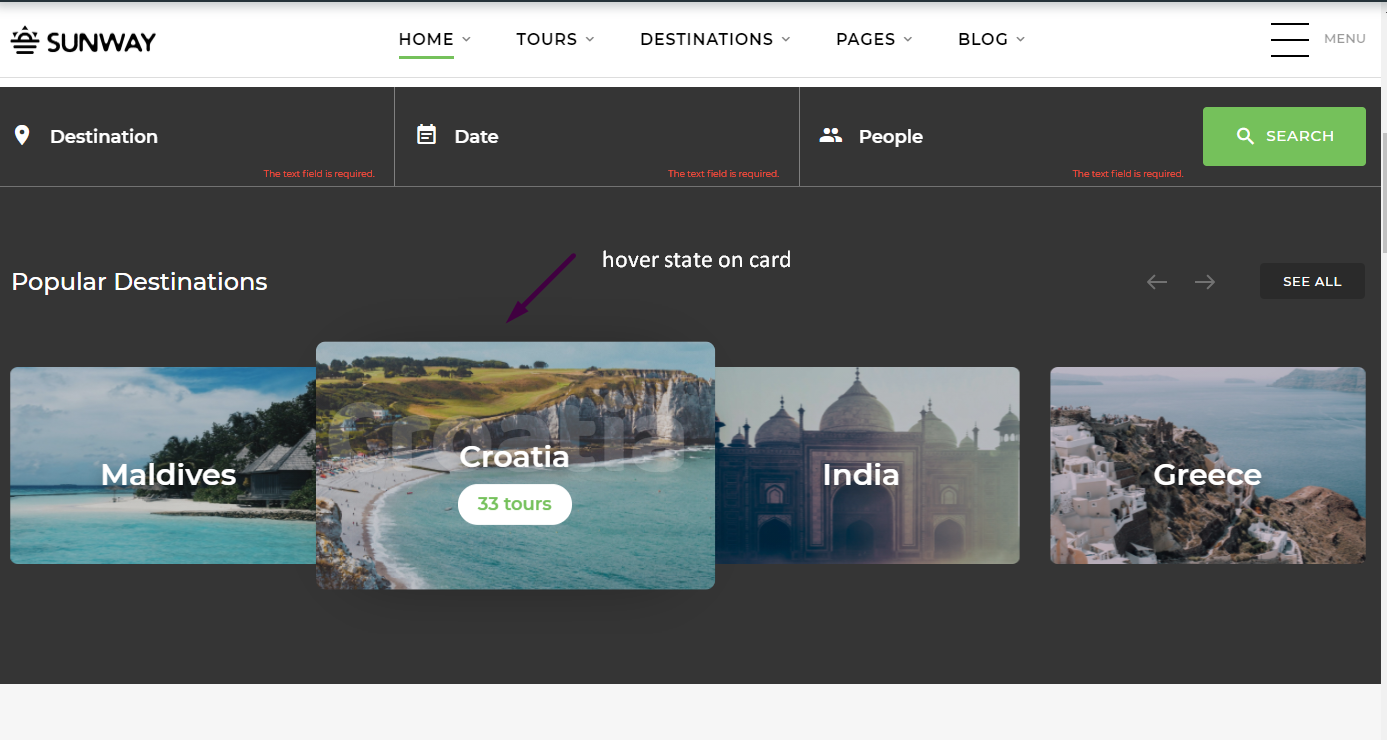 SUNWAY
HOME TOURS DESTINATIONS PAGES BLOG MENU
Destination Date People SEARCH
The text field is required. The text field is required. The text field is required.
hover state on card
Popular Destinations SEE ALL
Croatia
Maldives Croatia India Greece
33 tours